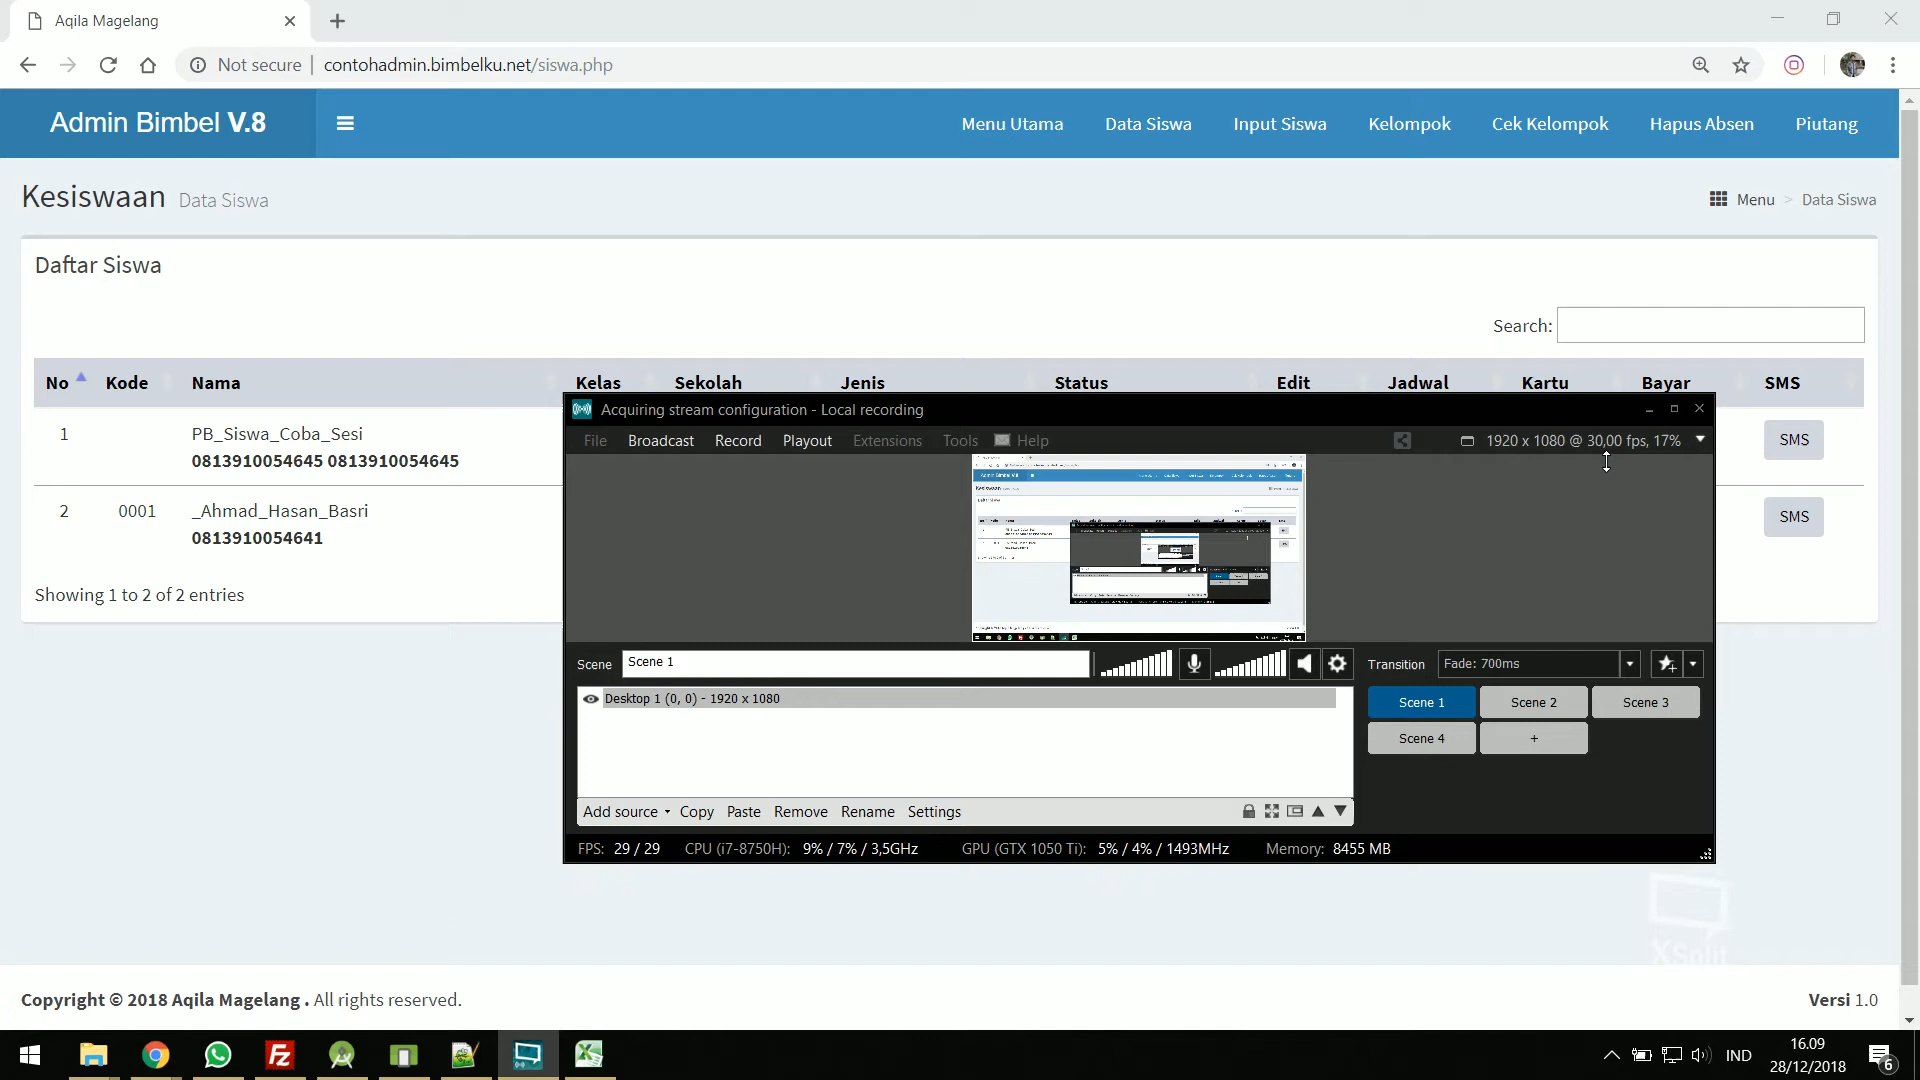 Aqila Magelang
Not secure contohadmin.bimbelku.net/siswa.php
Admin Bimbel V.8
Menu Utama Data Siswa Input Siswa Kelompok Cek Kelompok Hapus Absen Piutang
Kesiswaan Data Siswa
Menu > Data Siswa
Daftar Siswa
Search:
No Kode Nama Kelas Sekolah Jenis Status Edit Jadwal Kartu Bayar SMS
1 PB_Siswa_Coba_Sesi SMS
0813910054645 0813910054645
2 0001 _Ahmad_Hasan_Basri SMS
0813910054641
Showing 1 to 2 of 2 entries
Acquiring stream configuration - Local recording
File Broadcast Record Playout Extensions Tools Help
1920 x 1080 @ 30,00 fps, 17%
Scene Scene 1
Transition Fade: 700ms
Desktop 1 (0, 0) - 1920 x 1080
Scene 1 Scene 2 Scene 3
Scene 4 +
Add source Copy Paste Remove Rename Settings
FPS: 29 / 29 CPU (i7-8750H): 9% / 7% / 3,5GHz GPU (GTX 1050 Ti): 5% / 4% / 1493MHz Memory: 8455 MB
XSplit
Copyright © 2018 Aqila Magelang . All rights reserved.
Versi 1.0
IND
16.09
28/12/2018
6